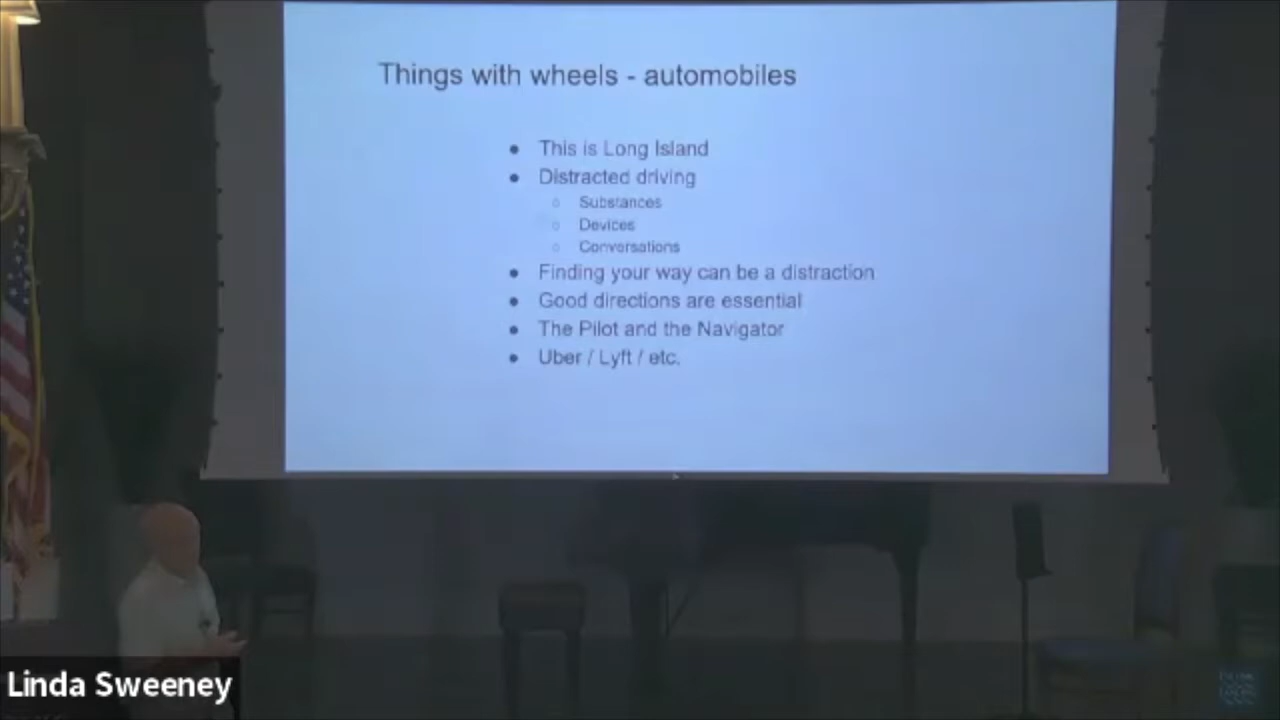 Things with wheels - automobiles
● This is Long Island
● Distracted driving
○ Substances
○ Devices
○ Conversations
● Finding your way can be a distraction
● Good directions are essential
● The Pilot and the Navigator
● Uber / Lyft / etc.
Linda Sweeney